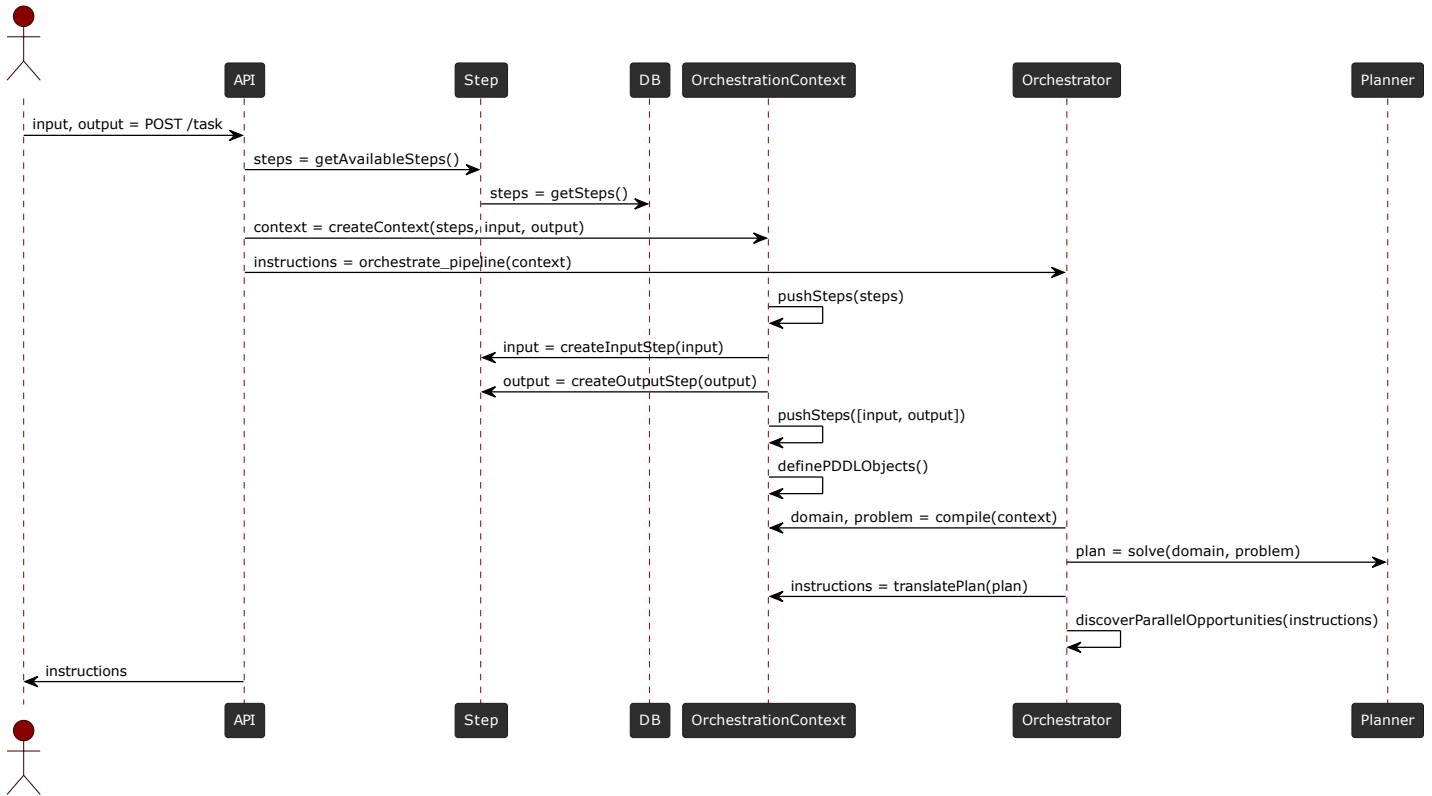 API
Step
DB
OrchestrationContext
Orchestrator
Planner
input, output = POST /task
steps = getAvailableSteps()
steps = getSteps()
context = createContext(steps, input, output)
instructions = orchestrate_pipeline(context)
pushSteps(steps)
input = createInputStep(input)
output = createOutputStep(output)
pushSteps([input, output])
definePDDLObjects()
domain, problem = compile(context)
plan = solve(domain, problem)
instructions = translatePlan(plan)
discoverParallelOpportunities(instructions)
instructions
API
Step
DB
OrchestrationContext
Orchestrator
Planner